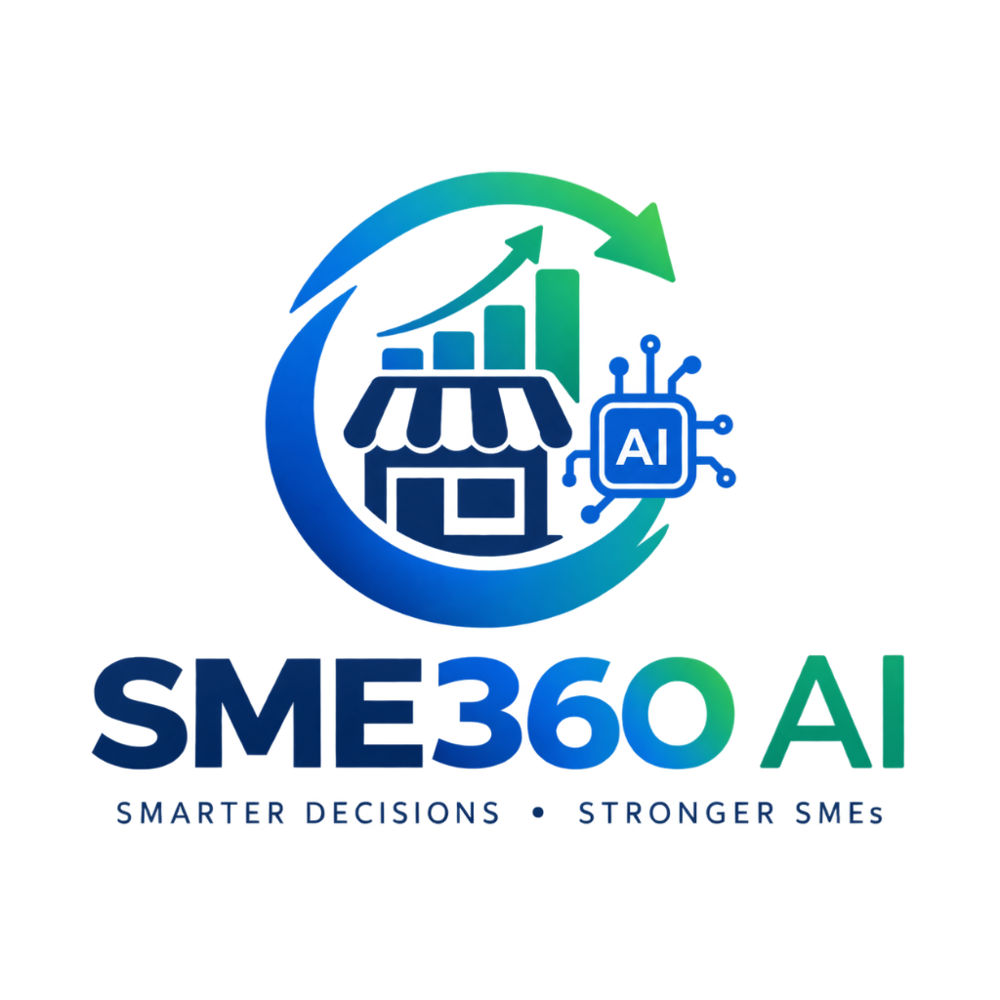 AI
SME360 AI
SMARTER DECISIONS • STRONGER SMEs